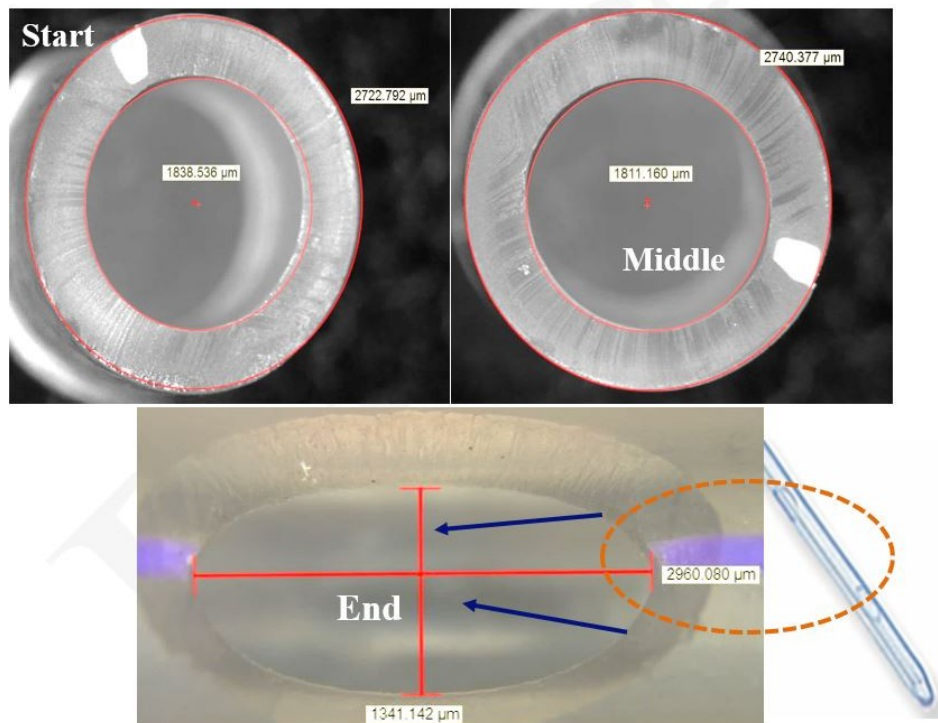 Start
2722.792 µm
1838.536 µm
2740.377 µm
1811.160 µm
Middle
2960.080 µm
End
1341.142 µm